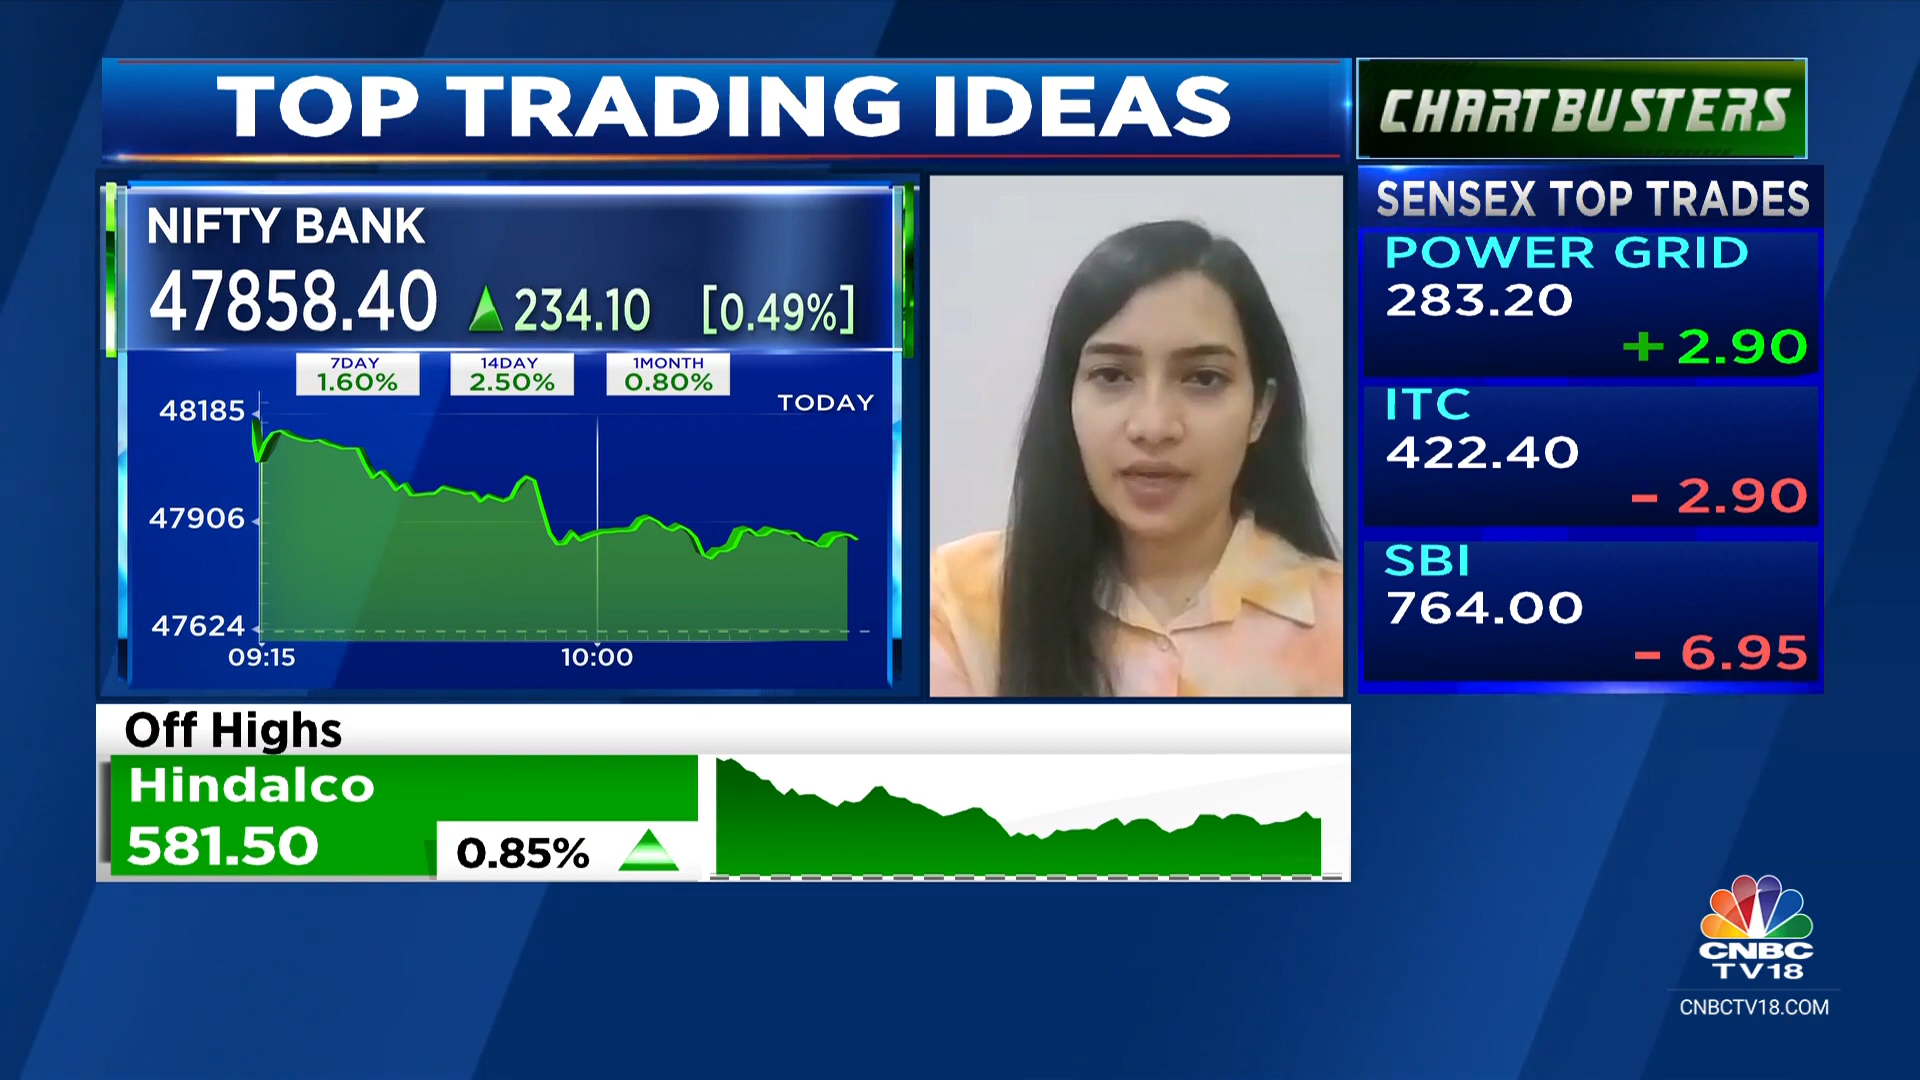 TOP TRADING IDEAS
CHARTBUSTERS
NIFTY BANK
47858.40 ▲ 234.10 [0.49%]
7DAY
1.60%
14DAY
2.50%
1MONTH
0.80%
TODAY
48185
47906
47624
09:15
10:00
SENSEX TOP TRADES
POWER GRID
283.20
+ 2.90
ITC
422.40
- 2.90
SBI
764.00
- 6.95
Off Highs
Hindalco
581.50
0.85%
CNBC
TV18
CNBCTV18.COM